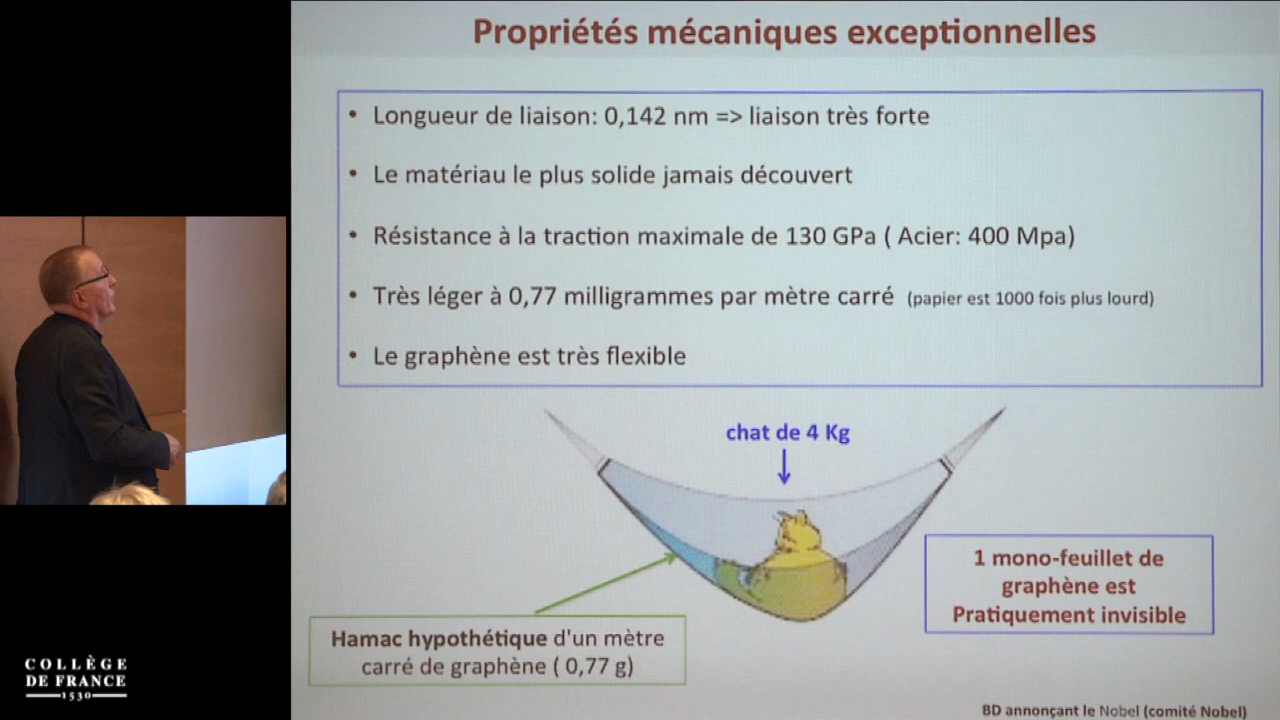 Propriétés mécaniques exceptionnelles
• Longueur de liaison: 0,142 nm => liaison très forte
• Le matériau le plus solide jamais découvert
• Résistance à la traction maximale de 130 GPa ( Acier: 400 Mpa)
• Très léger à 0,77 milligrammes par mètre carré (papier est 1000 fois plus lourd)
• Le graphène est très flexible
chat de 4 Kg
1 mono-feuillet de
graphène est
Pratiquement invisible
Hamac hypothétique d'un mètre
carré de graphène ( 0,77 g)
COLLÈGE
DE FRANCE
1530
BD annonçant le Nobel (comité Nobel)